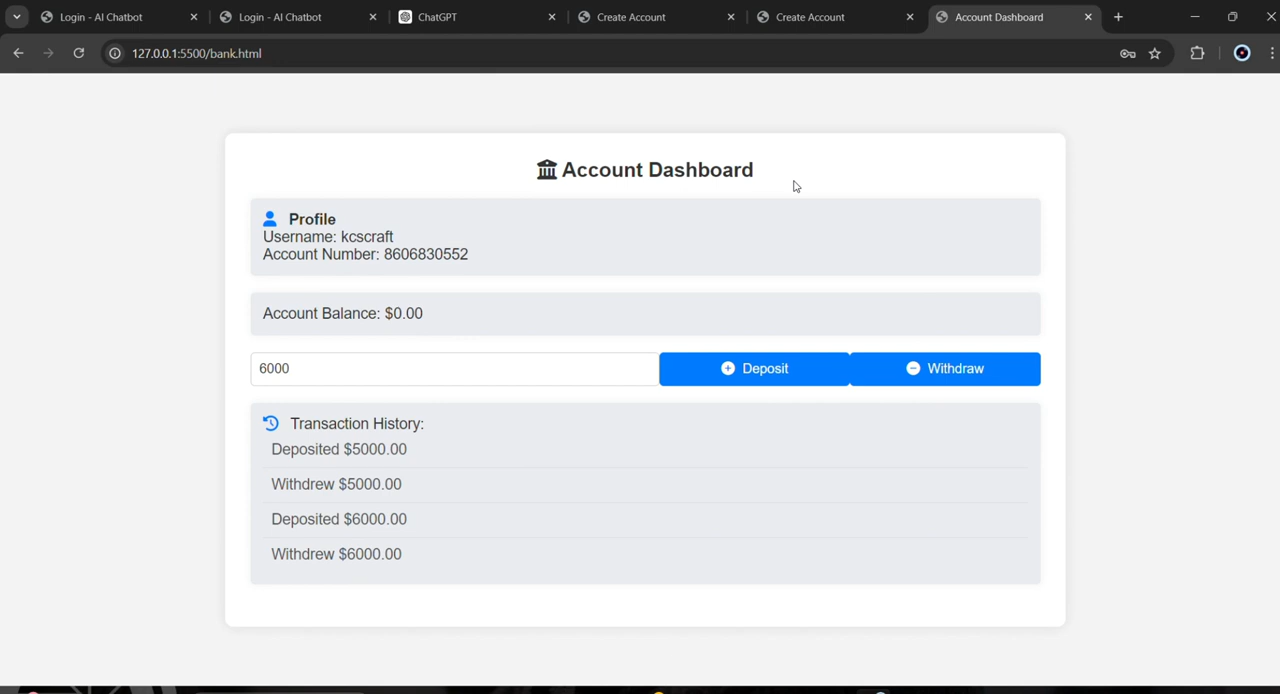 Login - AI Chatbot
Login - AI Chatbot
ChatGPT
Create Account
Create Account
Account Dashboard
127.0.0.1:5500/bank.html
Account Dashboard
Profile
Username: kcscraft
Account Number: 8606830552
Account Balance: $0.00
6000
Deposit
Withdraw
Transaction History:
Deposited $5000.00
Withdrew $5000.00
Deposited $6000.00
Withdrew $6000.00